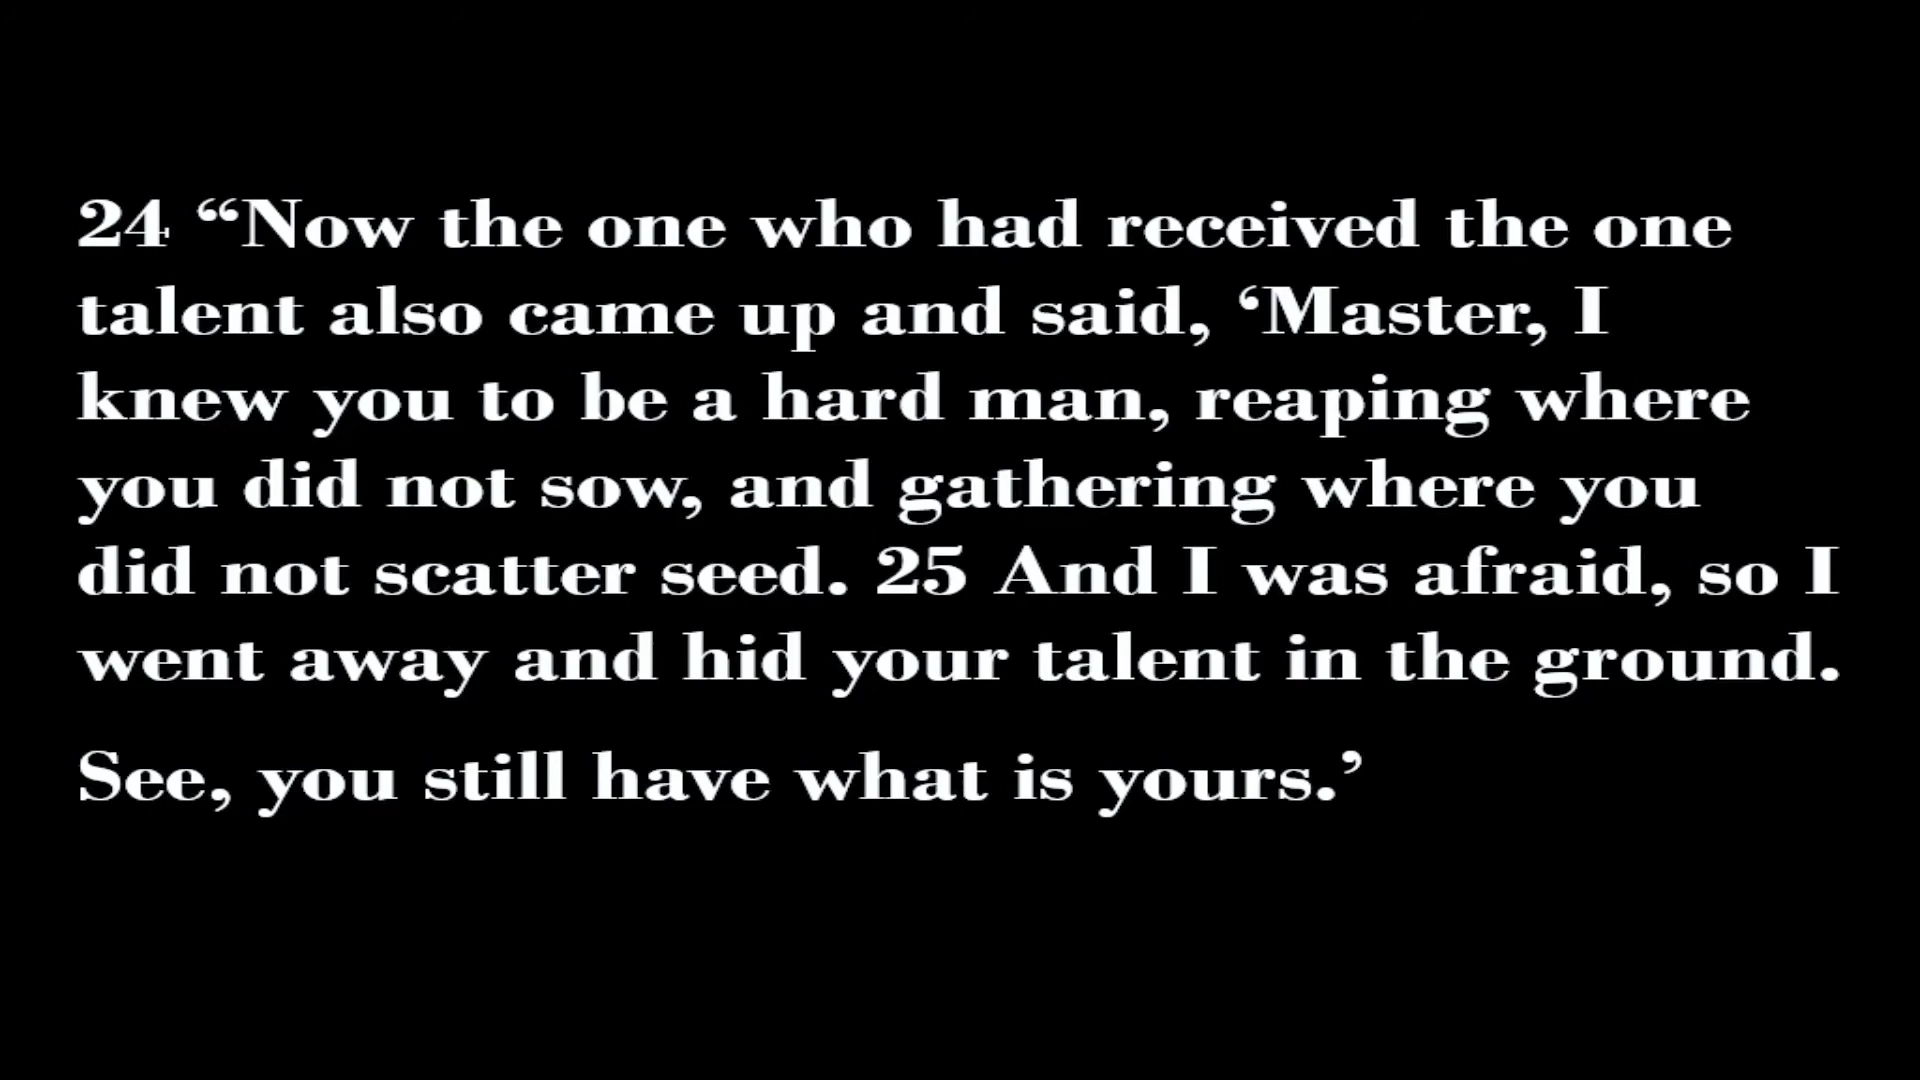 24 “Now the one who had received the one
talent also came up and said, ‘Master, I
knew you to be a hard man, reaping where
you did not sow, and gathering where you
did not scatter seed. 25 And I was afraid, so I
went away and hid your talent in the ground.
See, you still have what is yours.’